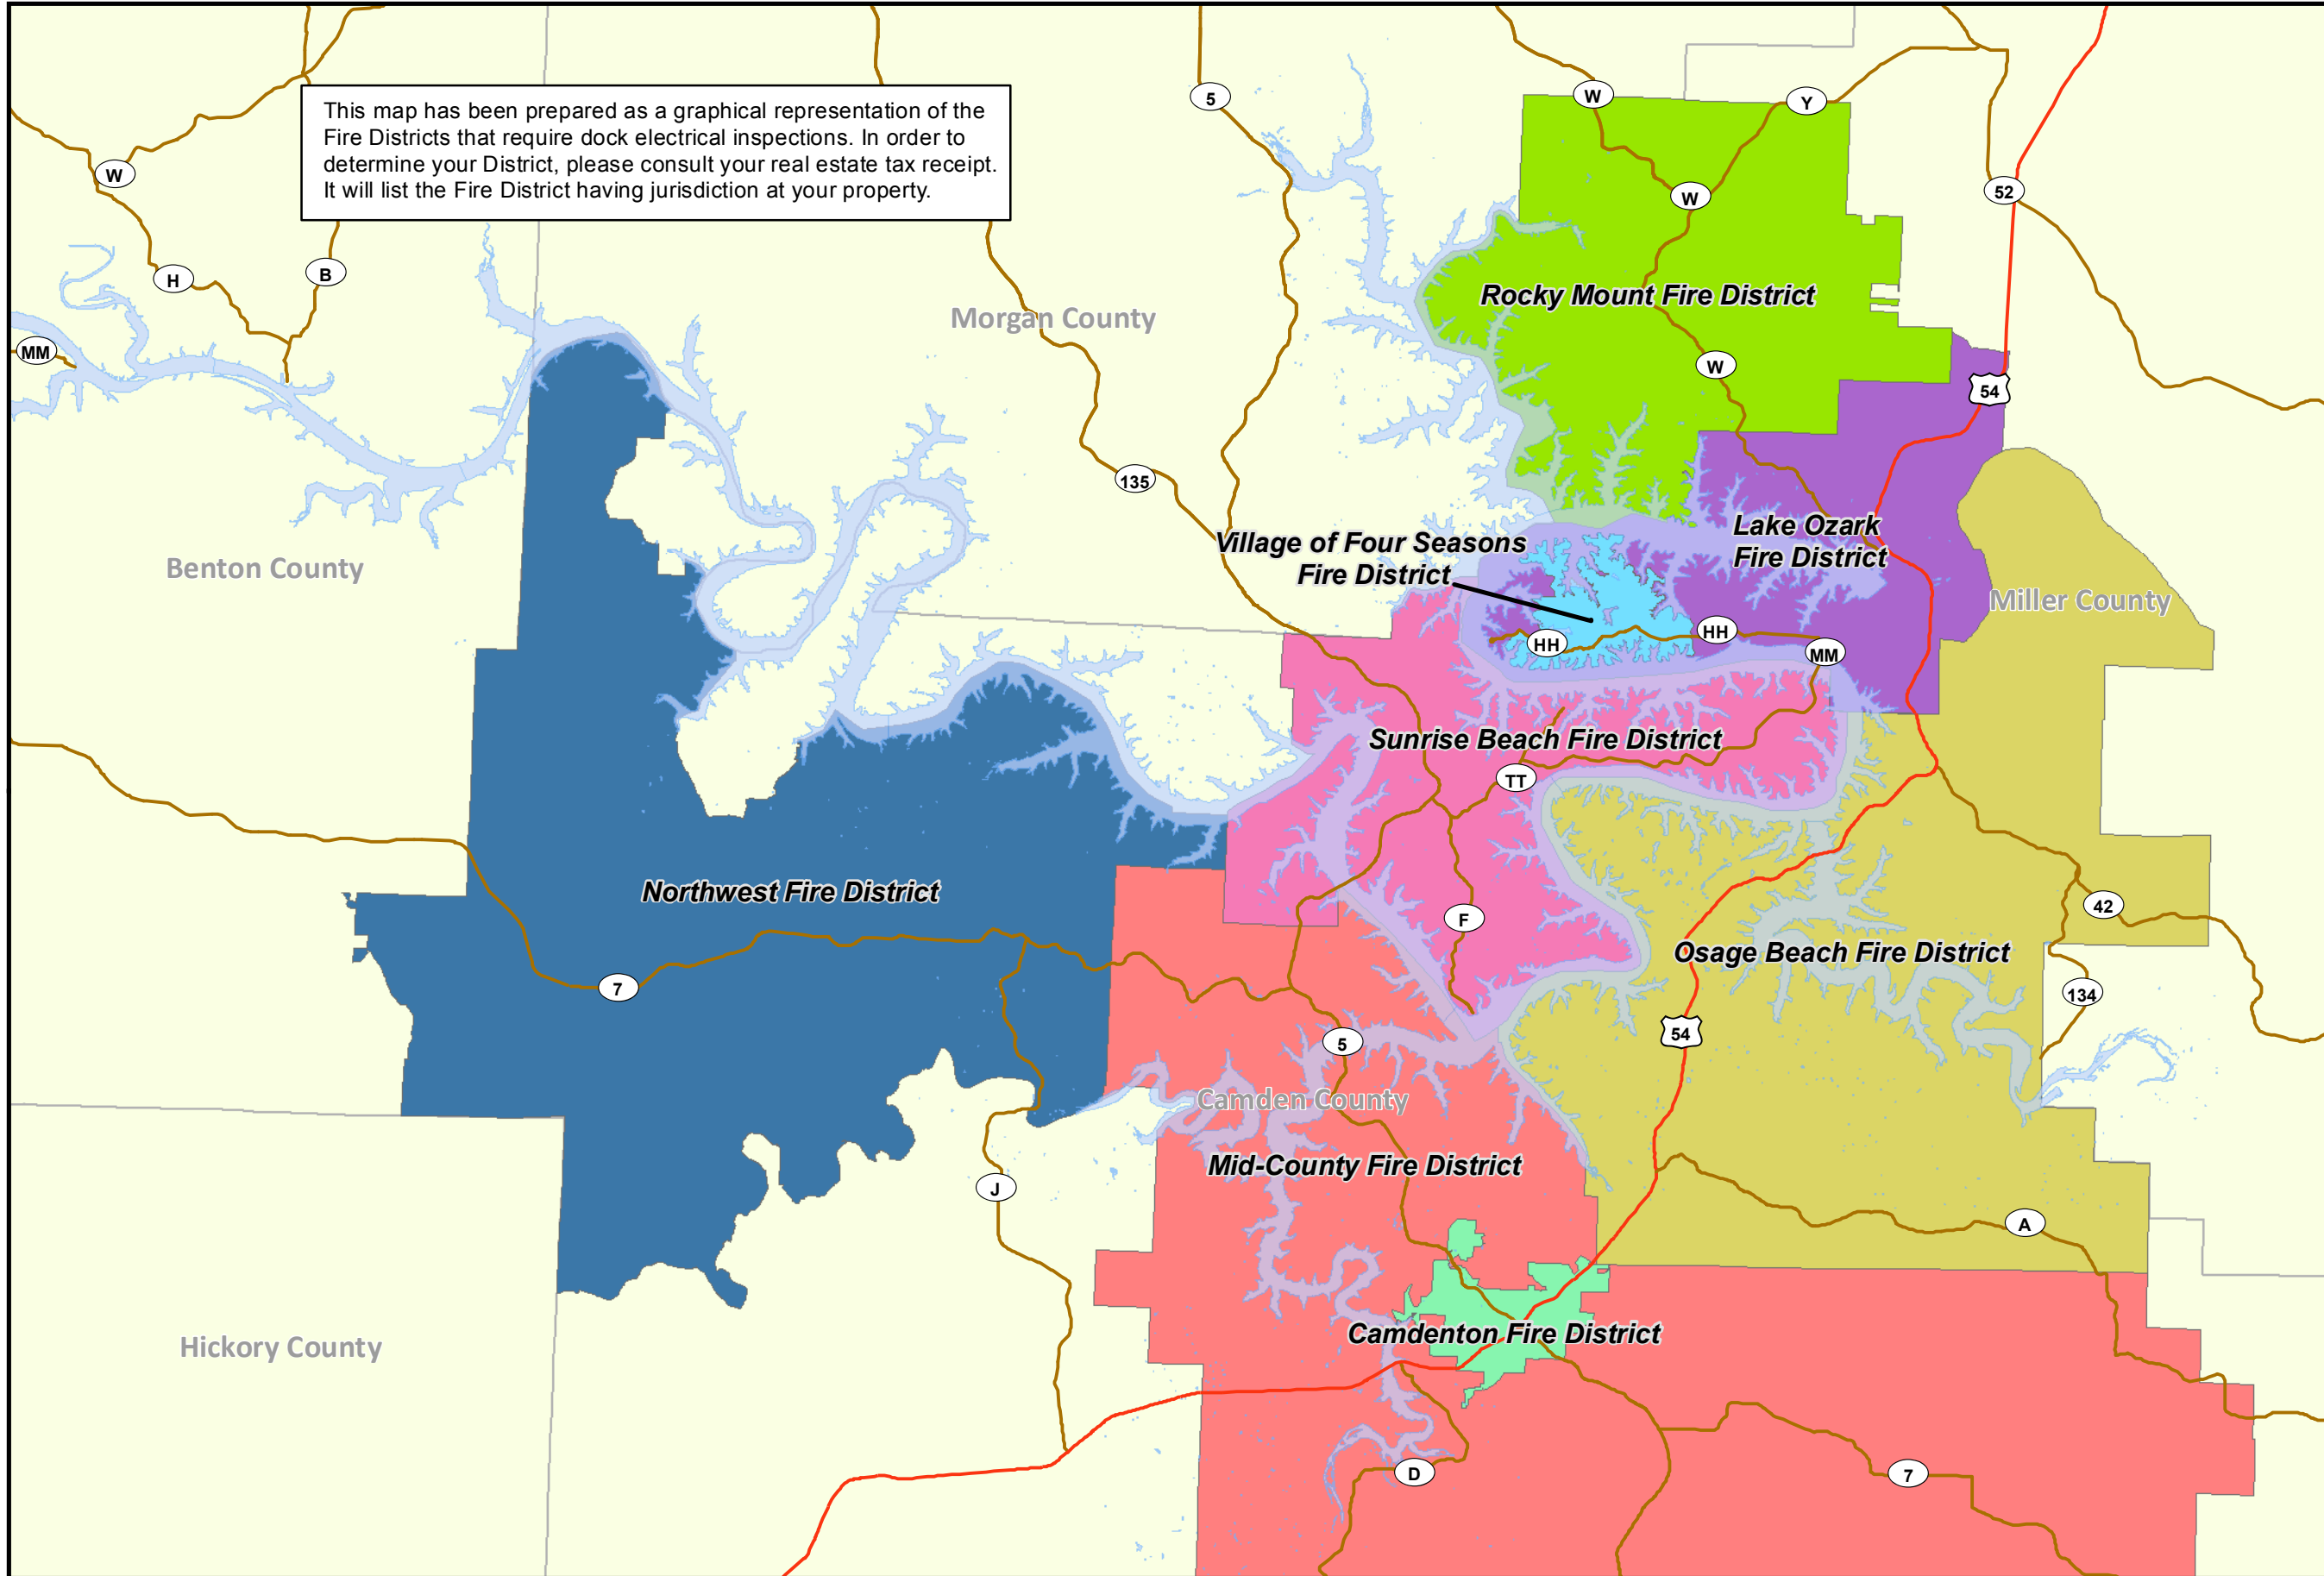 This map has been prepared as a graphical representation of the
Fire Districts that require dock electrical inspections. In order to
determine your District, please consult your real estate tax receipt.
It will list the Fire District having jurisdiction at your property.
5
W
Y
W
52
W
H
B
MM
Morgan County
Rocky Mount Fire District
W
54
135
Lake Ozark
Fire District
Village of Four Seasons
Fire District
Benton County
Miller County
HH
HH
MM
Sunrise Beach Fire District
TT
Northwest Fire District
F
42
Osage Beach Fire District
7
134
54
5
Camden County
Mid-County Fire District
J
A
Hickory County
Camdenton Fire District
D
7